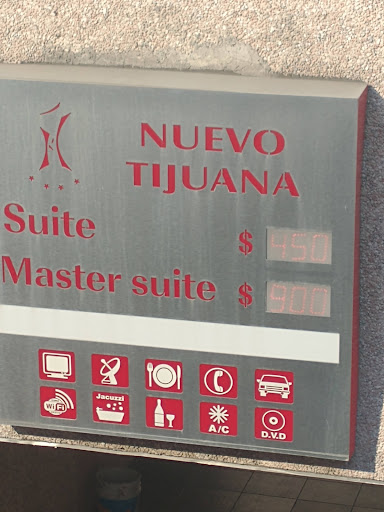 NUEVO
TIJUANA
Suite $ 450
Master suite $ 900
WiFi Jacuzzi A/C D.V.D